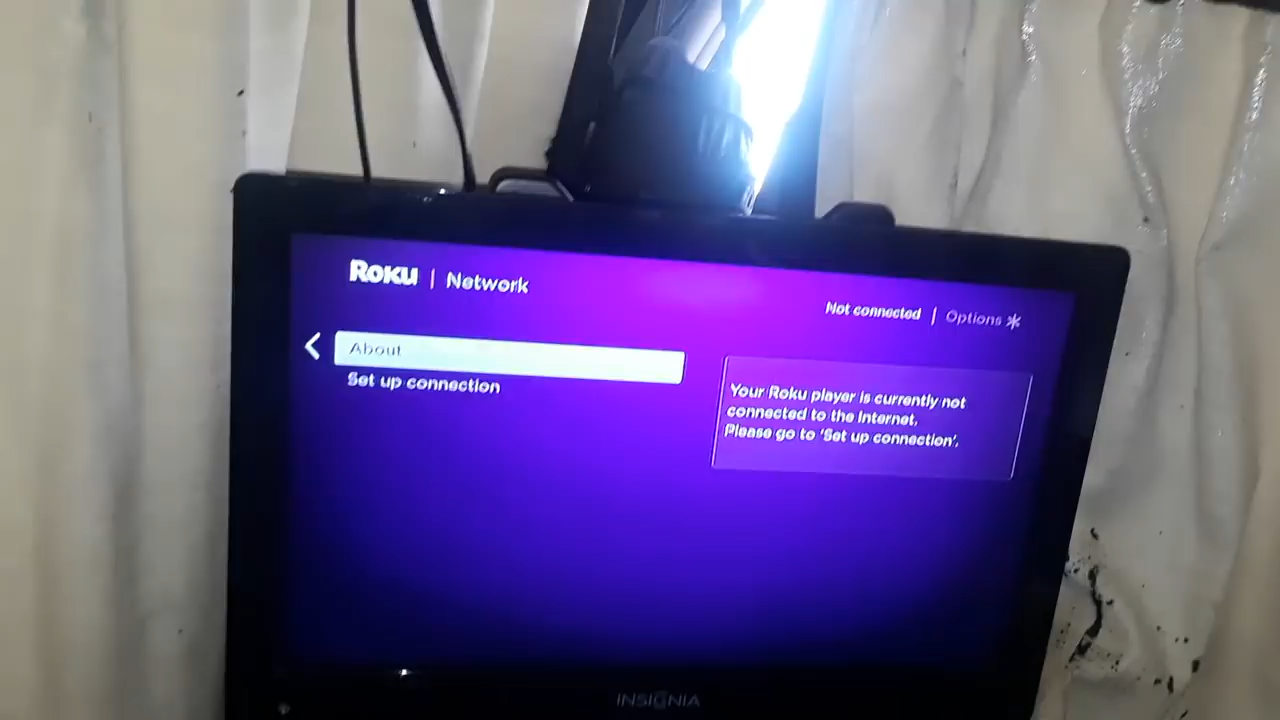 Roku | Network
Not connected | Options *
About
Set up connection
Your Roku player is currently not
connected to the Internet.
Please go to 'Set up connection'.
INSIGNIA